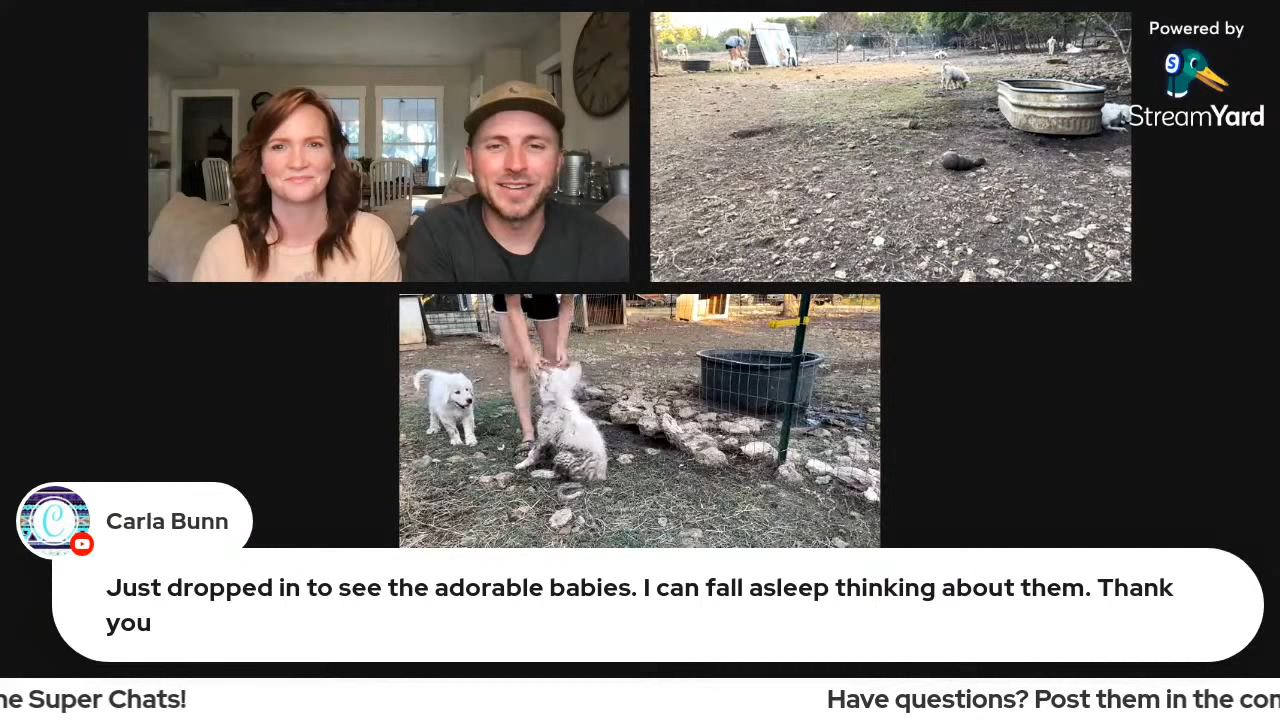 Powered by
S
StreamYard
C
Carla Bunn
Just dropped in to see the adorable babies. I can fall asleep thinking about them. Thank
you
ne Super Chats!
Have questions? Post them in the con